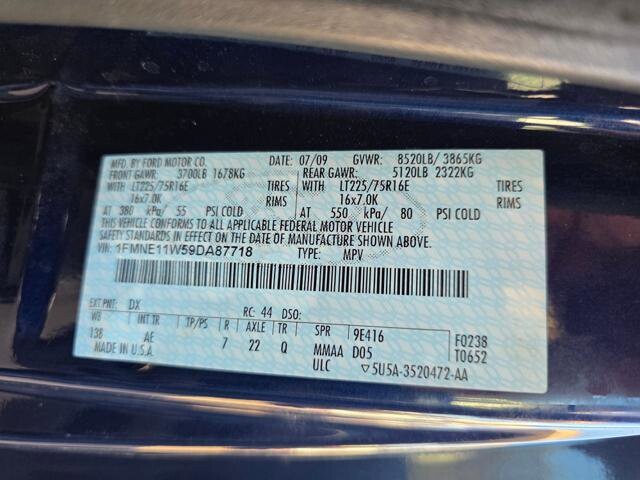 MFD. BY FORD MOTOR CO.
DATE: 07/09 GVWR: 8520LB/ 3865KG
FRONT GAWR: 3700LB 1678KG REAR GAWR: 5120LB 2322KG
WITH LT225/75R16E TIRES WITH LT225/75R16E TIRES
16x7.0K RIMS 16x7.0K RIMS
AT 380 kPa/ 55 PSI COLD AT 550 kPa/ 80 PSI COLD
THIS VEHICLE CONFORMS TO ALL APPLICABLE FEDERAL MOTOR VEHICLE
SAFETY STANDARDS IN EFFECT ON THE DATE OF MANUFACTURE SHOWN ABOVE.
VIN: 1FMNE11W59DA87718 TYPE: MPV
EXT PNT: DX RC: 44 DSO:
WB INT TR TP/PS R AXLE TR SPR 9E416 F0238
138 AE 7 22 Q MMAA D05 T0652
MADE IN U.S.A. ULC ▽5U5A-3520472-AA